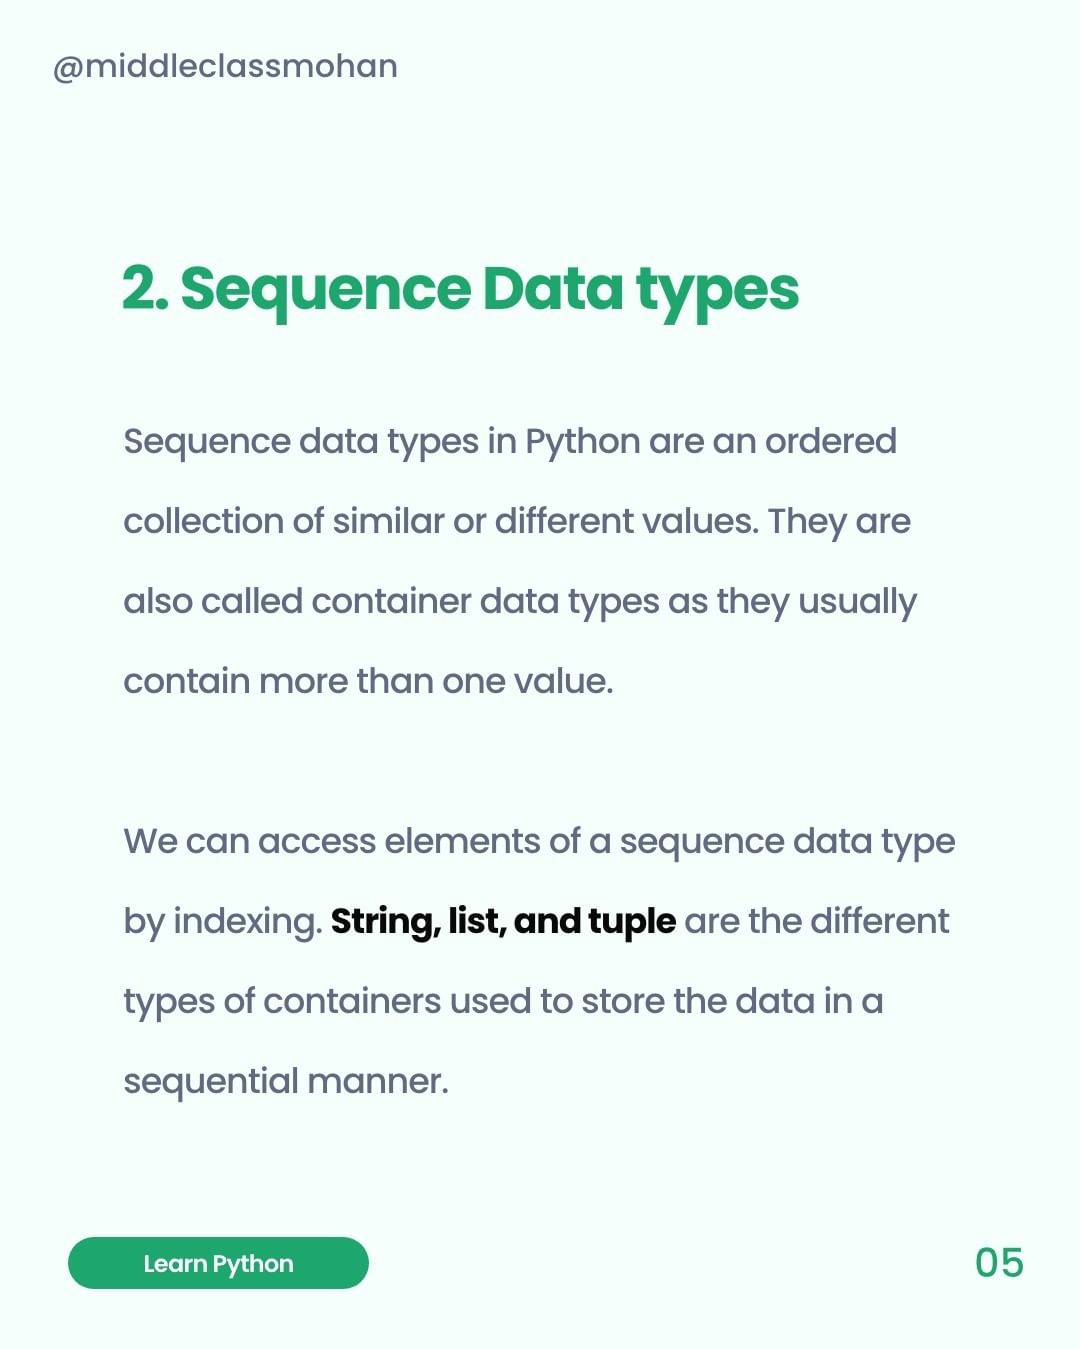 @middleclassmohan
2. Sequence Data types
Sequence data types in Python are an ordered
collection of similar or different values. They are
also called container data types as they usually
contain more than one value.
We can access elements of a sequence data type
by indexing. String, list, and tuple are the different
types of containers used to store the data in a
sequential manner.
Learn Python
05